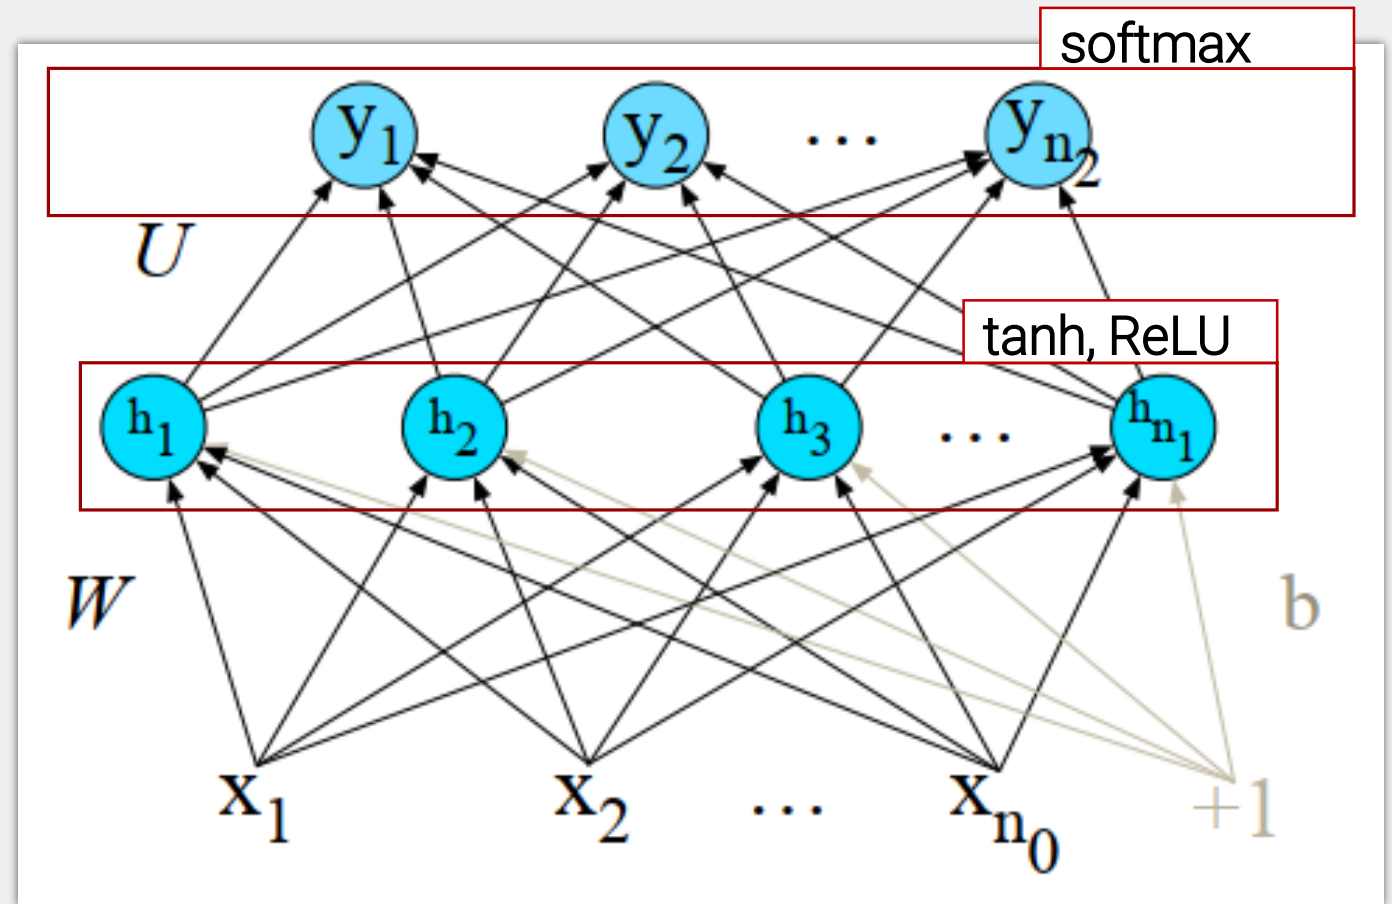 softmax
y1 y2 ... yn2
U
tanh, ReLU
h1 h2 h3 ... hn1
W b
x1 x2 ... xn0 +1